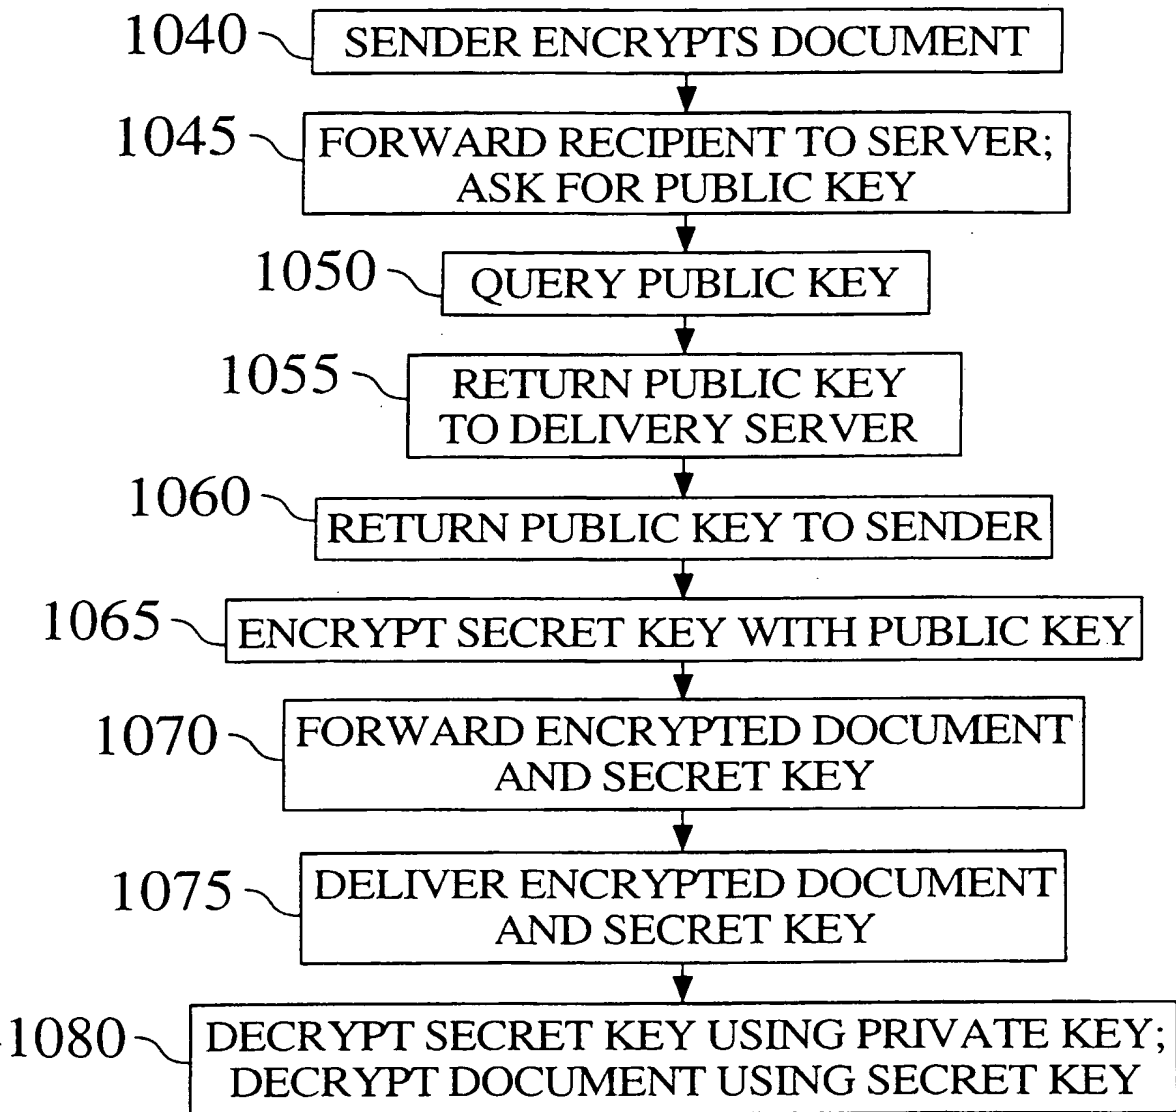 1040 SENDER ENCRYPTS DOCUMENT
1045 FORWARD RECIPIENT TO SERVER;
ASK FOR PUBLIC KEY
1050 QUERY PUBLIC KEY
1055 RETURN PUBLIC KEY
TO DELIVERY SERVER
1060 RETURN PUBLIC KEY TO SENDER
1065 ENCRYPT SECRET KEY WITH PUBLIC KEY
1070 FORWARD ENCRYPTED DOCUMENT
AND SECRET KEY
1075 DELIVER ENCRYPTED DOCUMENT
AND SECRET KEY
1080 DECRYPT SECRET KEY USING PRIVATE KEY;
DECRYPT DOCUMENT USING SECRET KEY